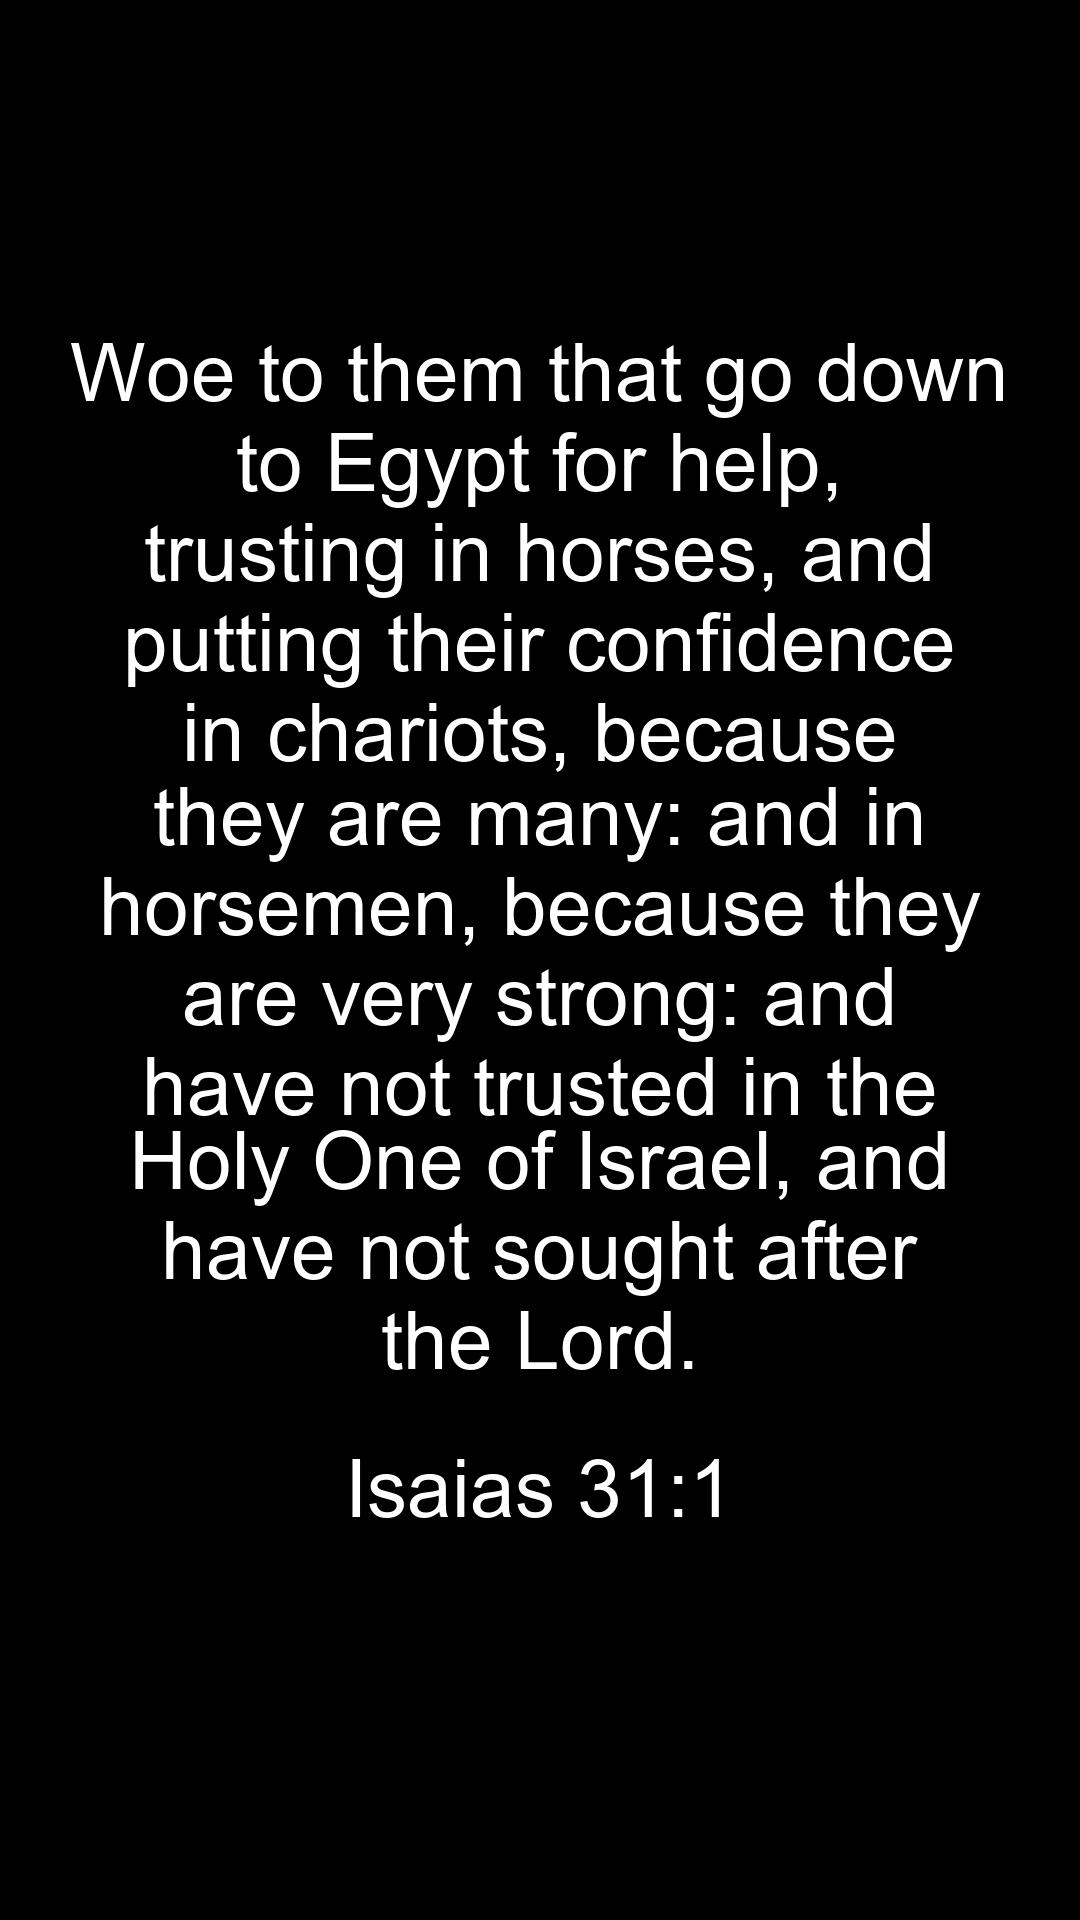 Woe to them that go down
to Egypt for help,
trusting in horses, and
putting their confidence
in chariots, because
they are many: and in
horsemen, because they
are very strong: and
have not trusted in the
Holy One of Israel, and
have not sought after
the Lord.
Isaias 31:1